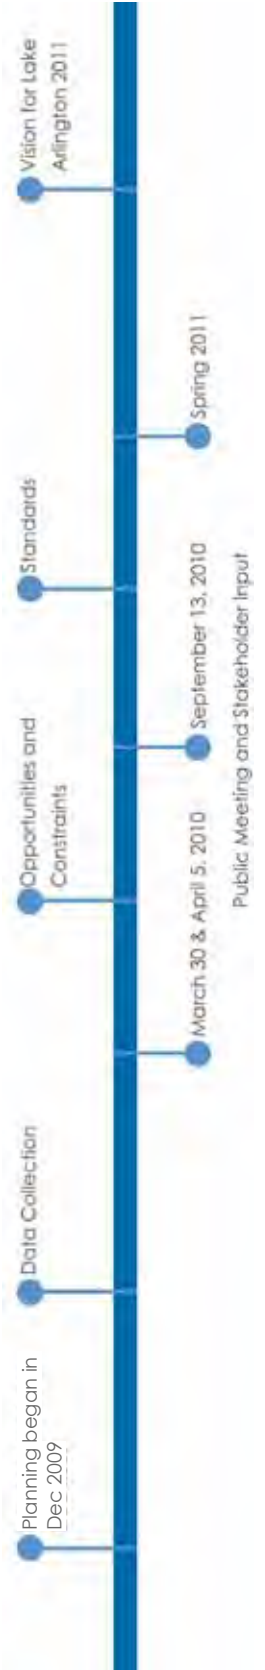 Planning began in
Dec 2009
Data Collection
Opportunities and
Constraints
Standards
Vision for Lake
Arlington 2011
March 30 & April 5, 2010
September 13, 2010
Spring 2011
Public Meeting and Stakeholder Input